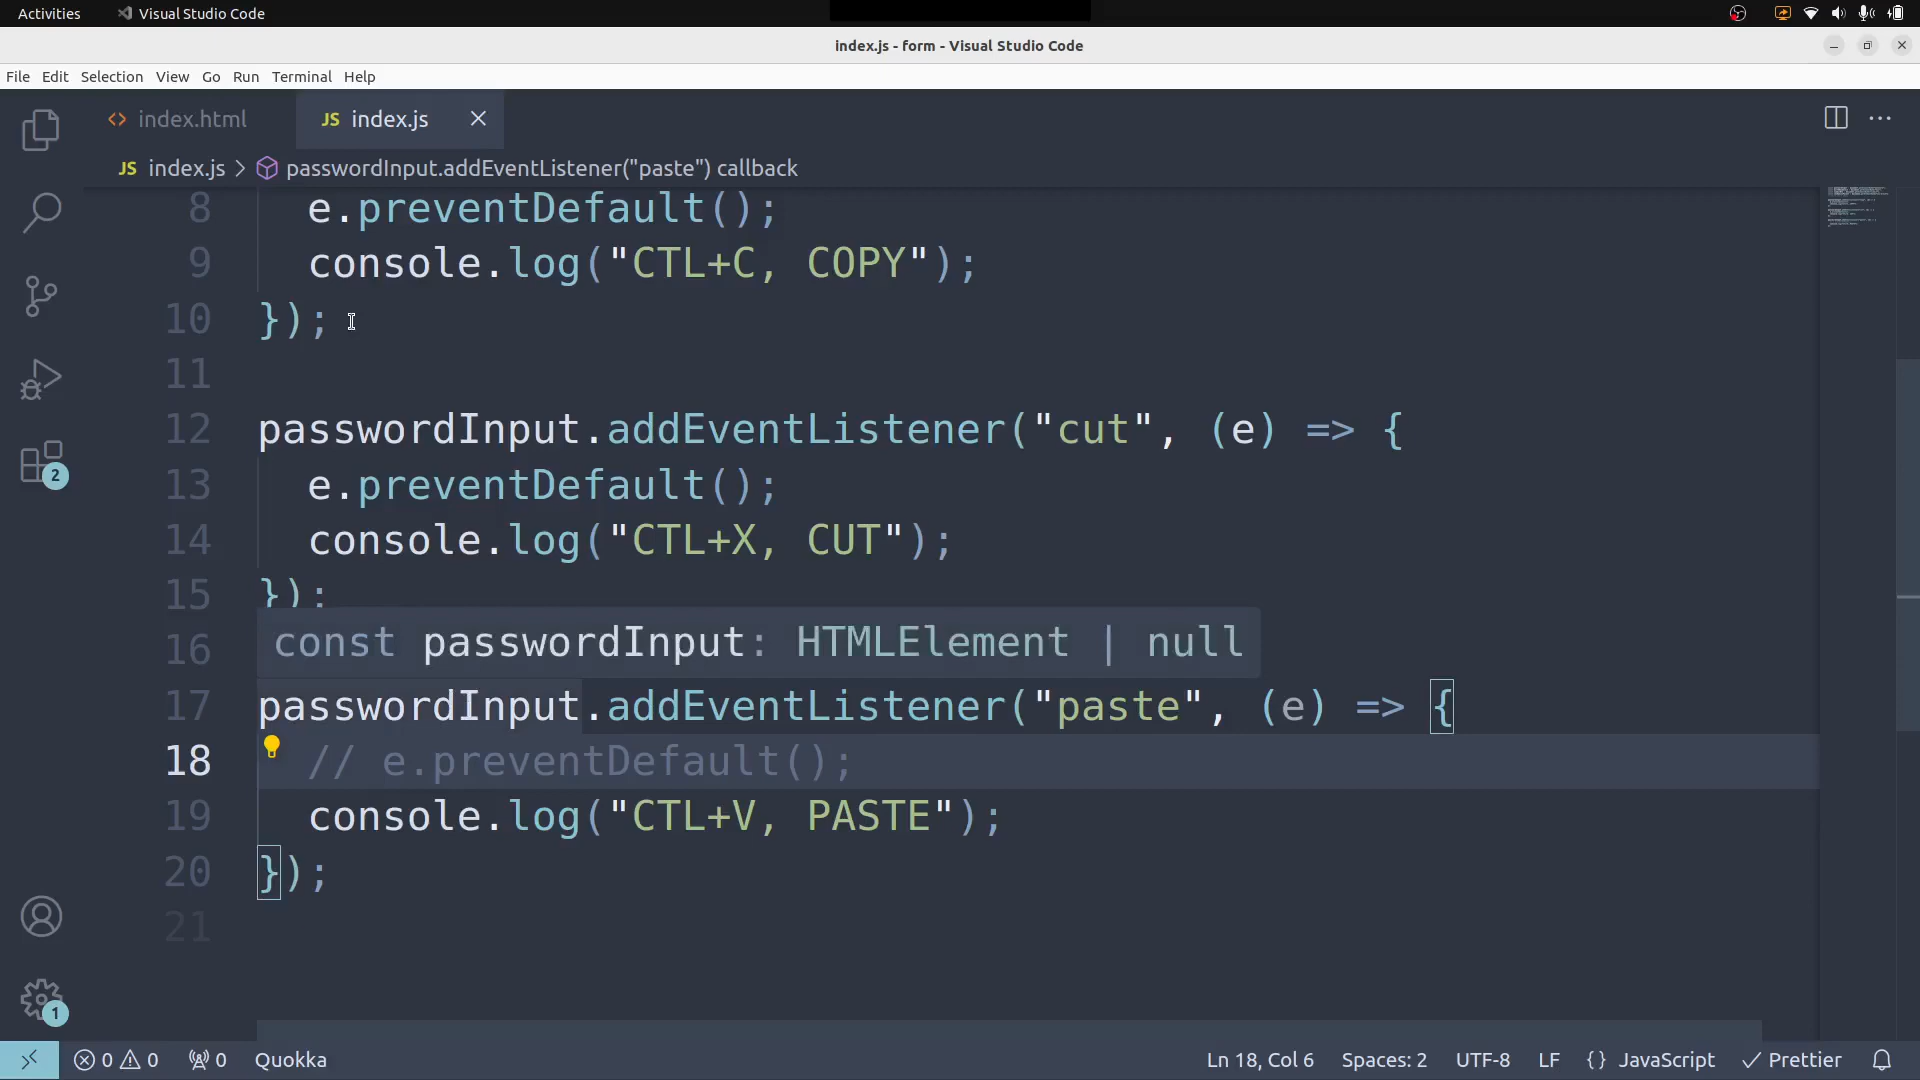 Activities Visual Studio Code
index.js - form - Visual Studio Code
File Edit Selection View Go Run Terminal Help
<> index.html JS index.js
JS index.js > passwordInput.addEventListener("paste") callback
8 e.preventDefault();
9 console.log("CTL+C, COPY");
10 });
11
12 passwordInput.addEventListener("cut", (e) => {
13 e.preventDefault();
14 console.log("CTL+X, CUT");
15 });
16 const passwordInput: HTMLElement | null
17 passwordInput.addEventListener("paste", (e) => {
18 // e.preventDefault();
19 console.log("CTL+V, PASTE");
20 });
21
2
1
0 0 0 Quokka Ln 18, Col 6 Spaces: 2 UTF-8 LF {} JavaScript Prettier